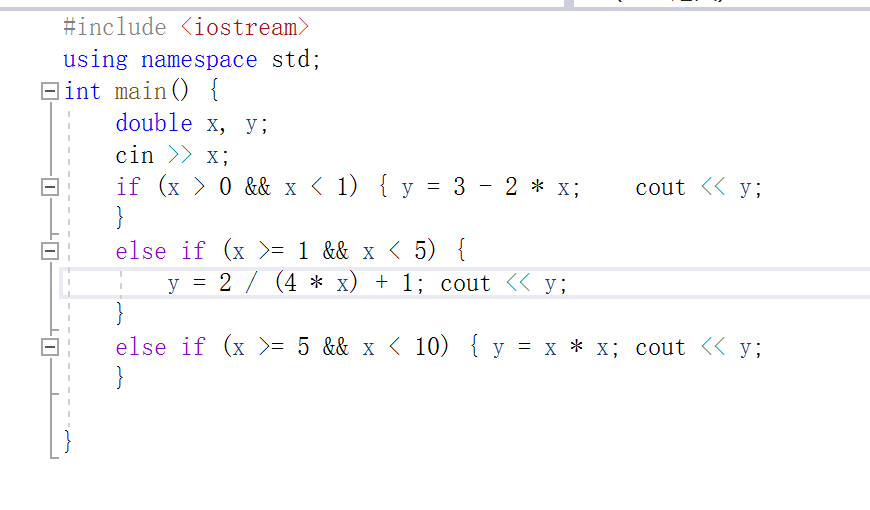 #include <iostream>
using namespace std;
int main() {
    double x, y;
    cin >> x;
    if (x > 0 && x < 1) { y = 3 - 2 * x;    cout << y;
    }
    else if (x >= 1 && x < 5) {
        y = 2 / (4 * x) + 1; cout << y;
    }
    else if (x >= 5 && x < 10) { y = x * x; cout << y;
    }

}